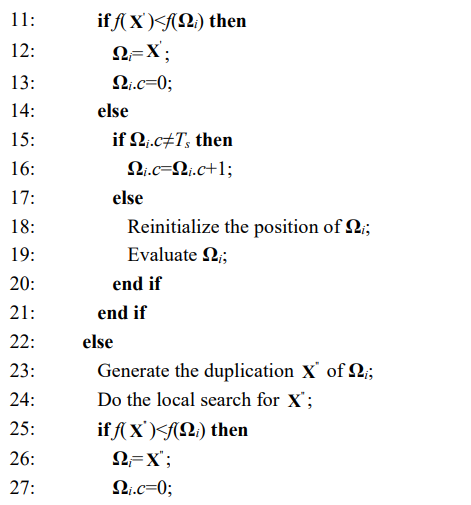 11: if f(X')<f(Ωi) then
12: Ωi=X';
13: Ωi.c=0;
14: else
15: if Ωi.c≠Ts then
16: Ωi.c=Ωi.c+1;
17: else
18: Reinitialize the position of Ωi;
19: Evaluate Ωi;
20: end if
21: end if
22: else
23: Generate the duplication X" of Ωi;
24: Do the local search for X";
25: if f(X")<f(Ωi) then
26: Ωi=X";
27: Ωi.c=0;